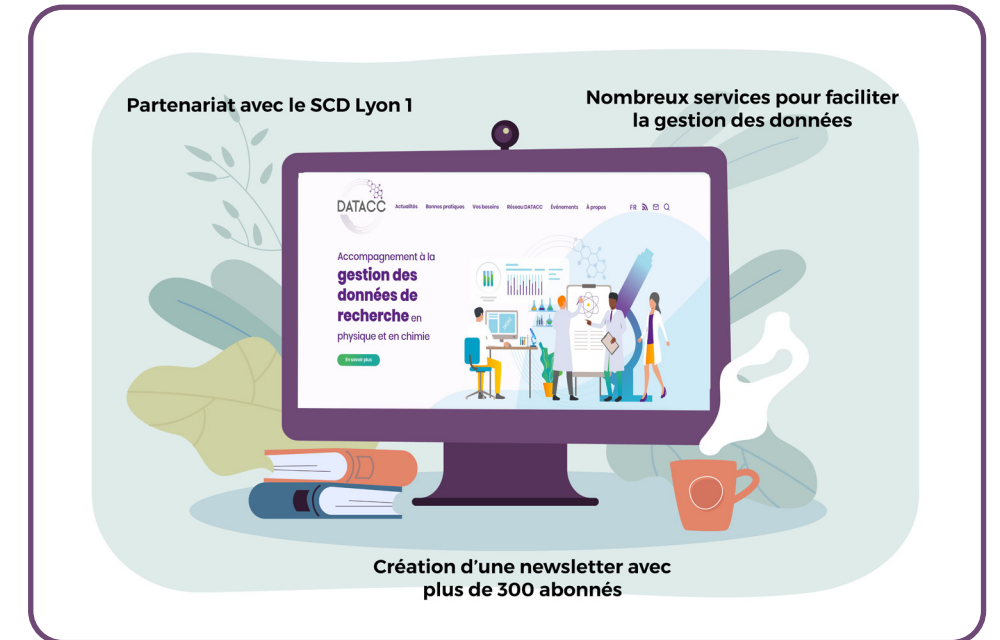 Partenariat avec le SCD Lyon 1
Nombreux services pour faciliter
la gestion des données
DATACC
Actualités Bonnes pratiques Vos besoins Réseau DATACC Événements À propos FR
Accompagnement à la
gestion des
données de
recherche en
physique et en chimie
En savoir plus
Création d'une newsletter avec
plus de 300 abonnés